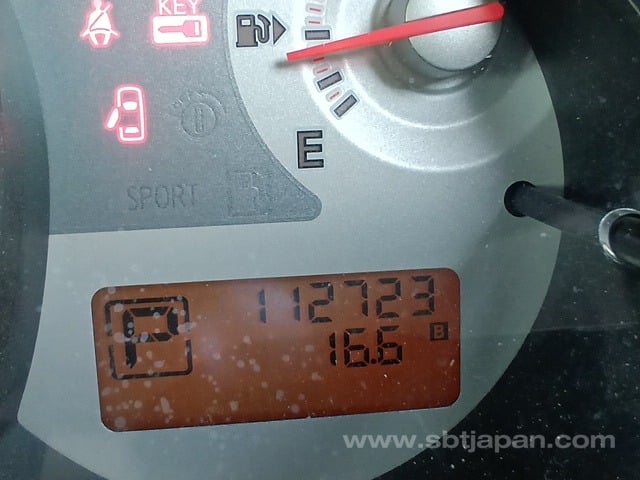 KEY
E
SPORT
P
112723
16.6 B
www.sbtjapan.com